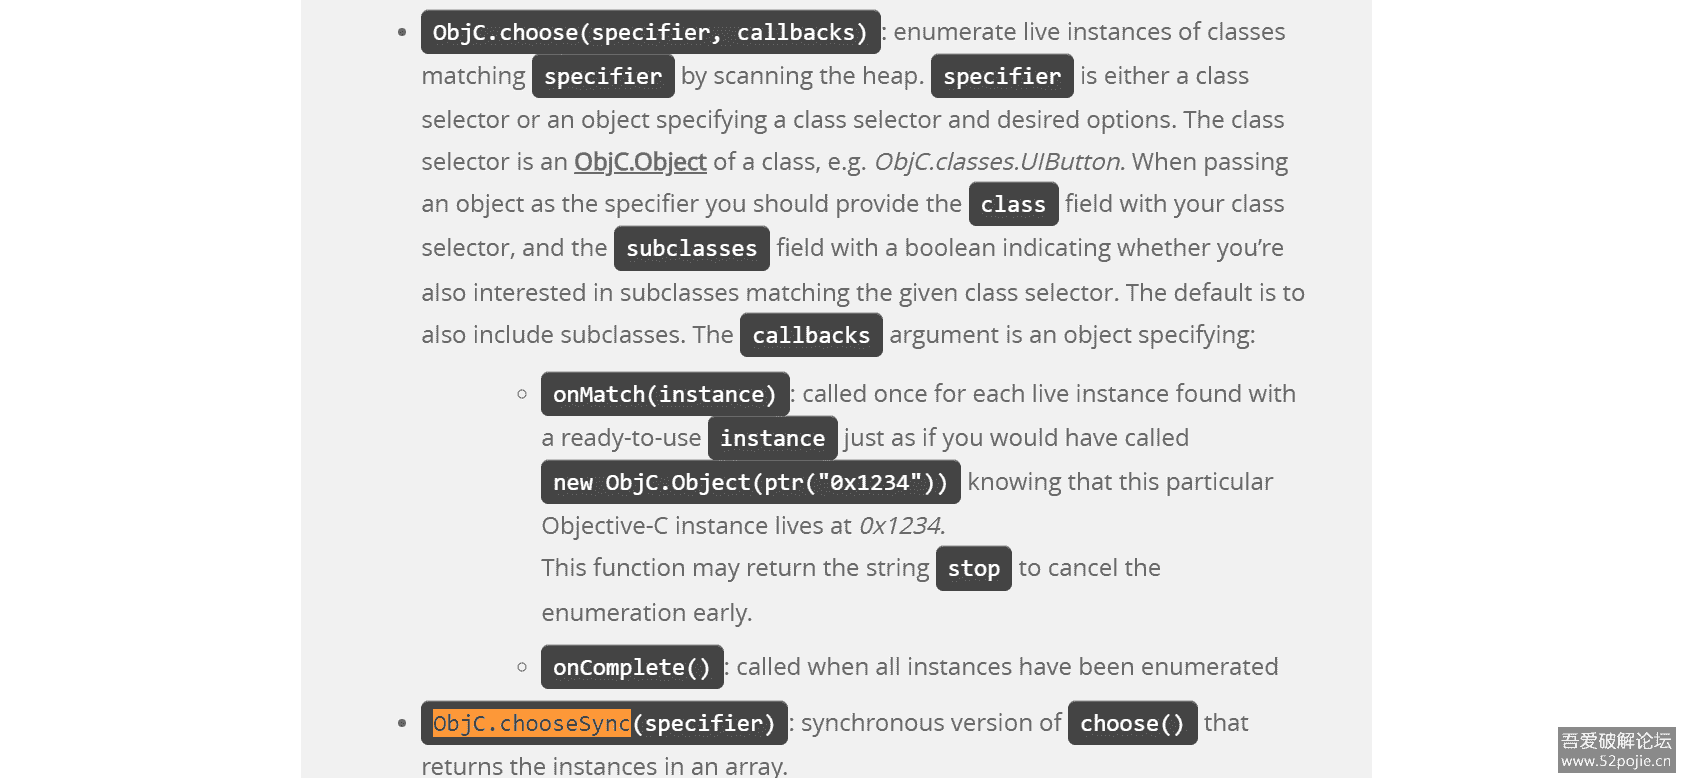 ObjC.choose(specifier, callbacks): enumerate live instances of classes
matching specifier by scanning the heap. specifier is either a class
selector or an object specifying a class selector and desired options. The class
selector is an ObjC.Object of a class, e.g. ObjC.classes.UIButton. When passing
an object as the specifier you should provide the class field with your class
selector, and the subclasses field with a boolean indicating whether you’re
also interested in subclasses matching the given class selector. The default is to
also include subclasses. The callbacks argument is an object specifying:
onMatch(instance): called once for each live instance found with
a ready-to-use instance just as if you would have called
new ObjC.Object(ptr("0x1234")) knowing that this particular
Objective-C instance lives at 0x1234.
This function may return the string stop to cancel the
enumeration early.
onComplete(): called when all instances have been enumerated
ObjC.chooseSync(specifier): synchronous version of choose() that
returns the instances in an array.
吾爱破解论坛
www.52pojie.cn